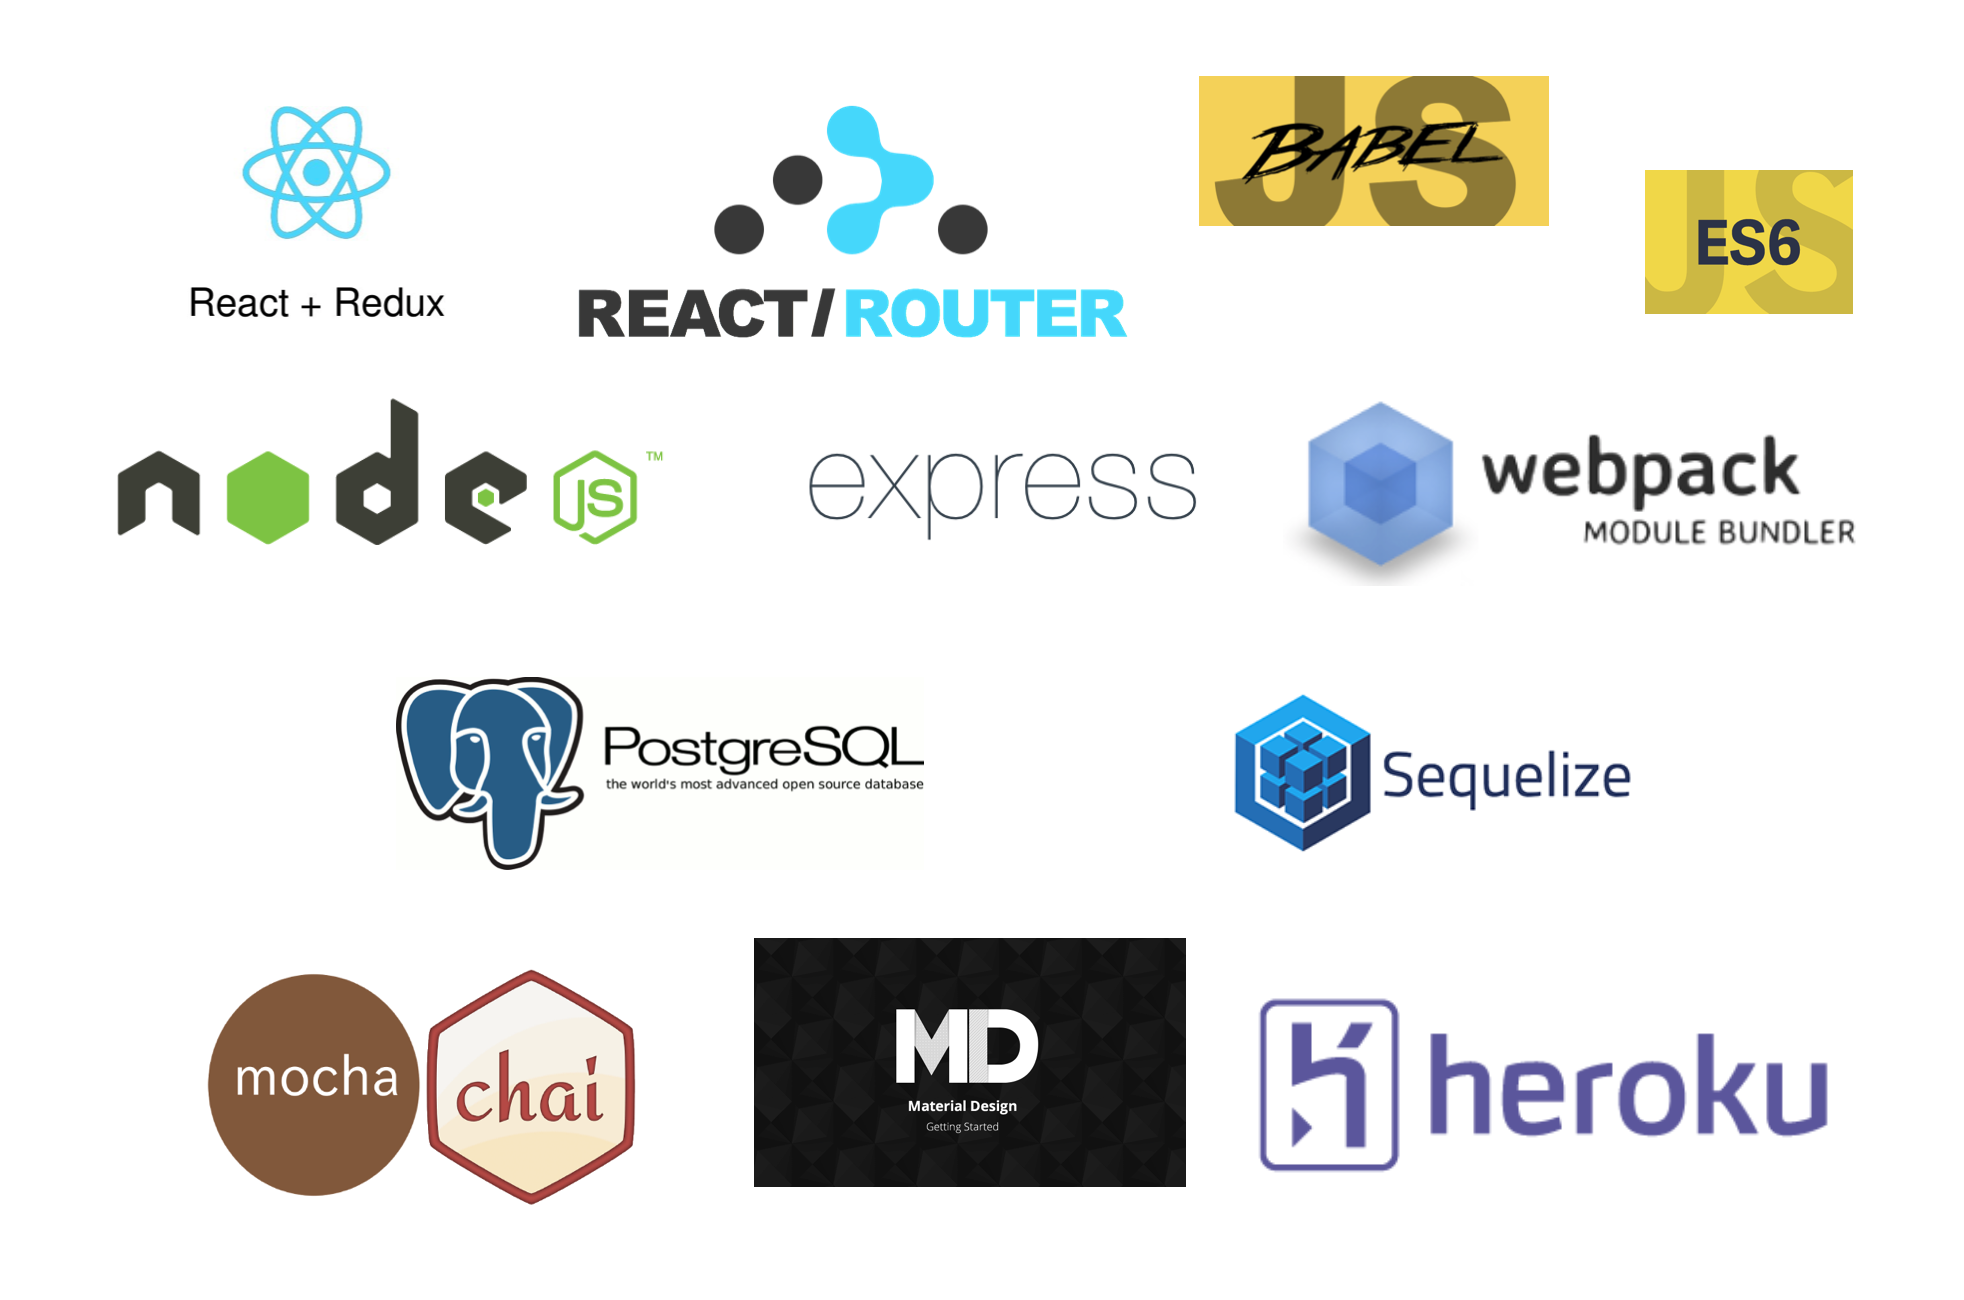 JS
BABEL
JS
ES6
React + Redux
REACT/ROUTER
node
JS
TM
express
webpack
MODULE BUNDLER
PostgreSQL
the world's most advanced open source database
Sequelize
mocha
chai
MD
Material Design
Getting Started
heroku